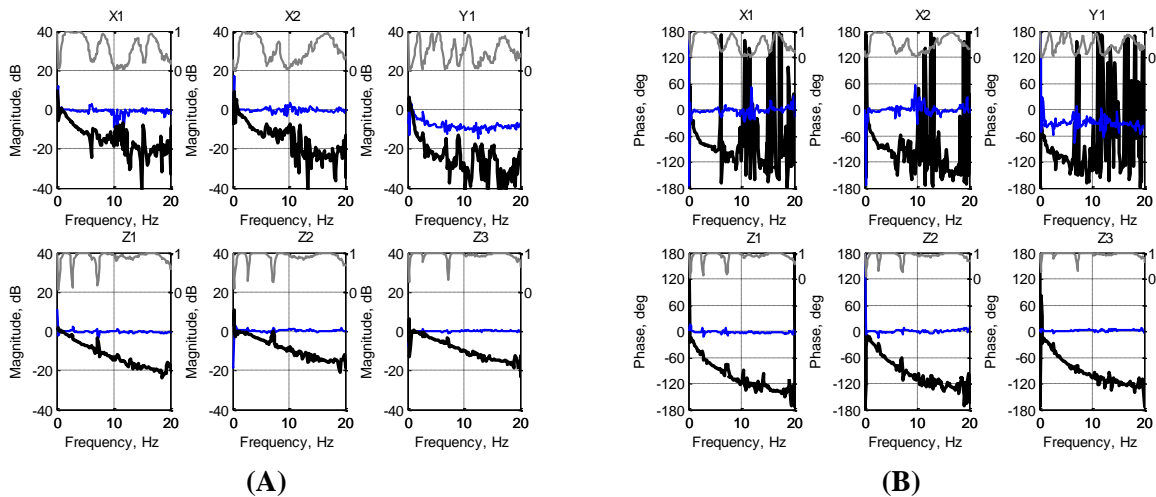 X1 X2 Y1 X1 X2 Y1
40 1 40 1 40 1 180 1 180 1 180 1
20 0 20 0 20 0 120 0 120 0 120 0
60 60 60
0 0 0 0 0 0
-60 -60 -60
-20 -20 -20 -120 -120 -120
-40 -40 -40 -180 -180 -180
Magnitude, dB Magnitude, dB Magnitude, dB Phase, deg Phase, deg Phase, deg
0 10 20 0 10 20 0 10 20 0 10 20 0 10 20 0 10 20
Frequency, Hz Frequency, Hz Frequency, Hz Frequency, Hz Frequency, Hz Frequency, Hz
Z1 Z2 Z3 Z1 Z2 Z3
40 1 40 1 40 1 180 1 180 1 180 1
20 0 20 0 20 0 120 0 120 0 120 0
60 60 60
0 0 0 0 0 0
-60 -60 -60
-20 -20 -20 -120 -120 -120
-40 -40 -40 -180 -180 -180
Magnitude, dB Magnitude, dB Magnitude, dB Phase, deg Phase, deg Phase, deg
0 10 20 0 10 20 0 10 20 0 10 20 0 10 20 0 10 20
Frequency, Hz Frequency, Hz Frequency, Hz Frequency, Hz Frequency, Hz Frequency, Hz
(A) (B)